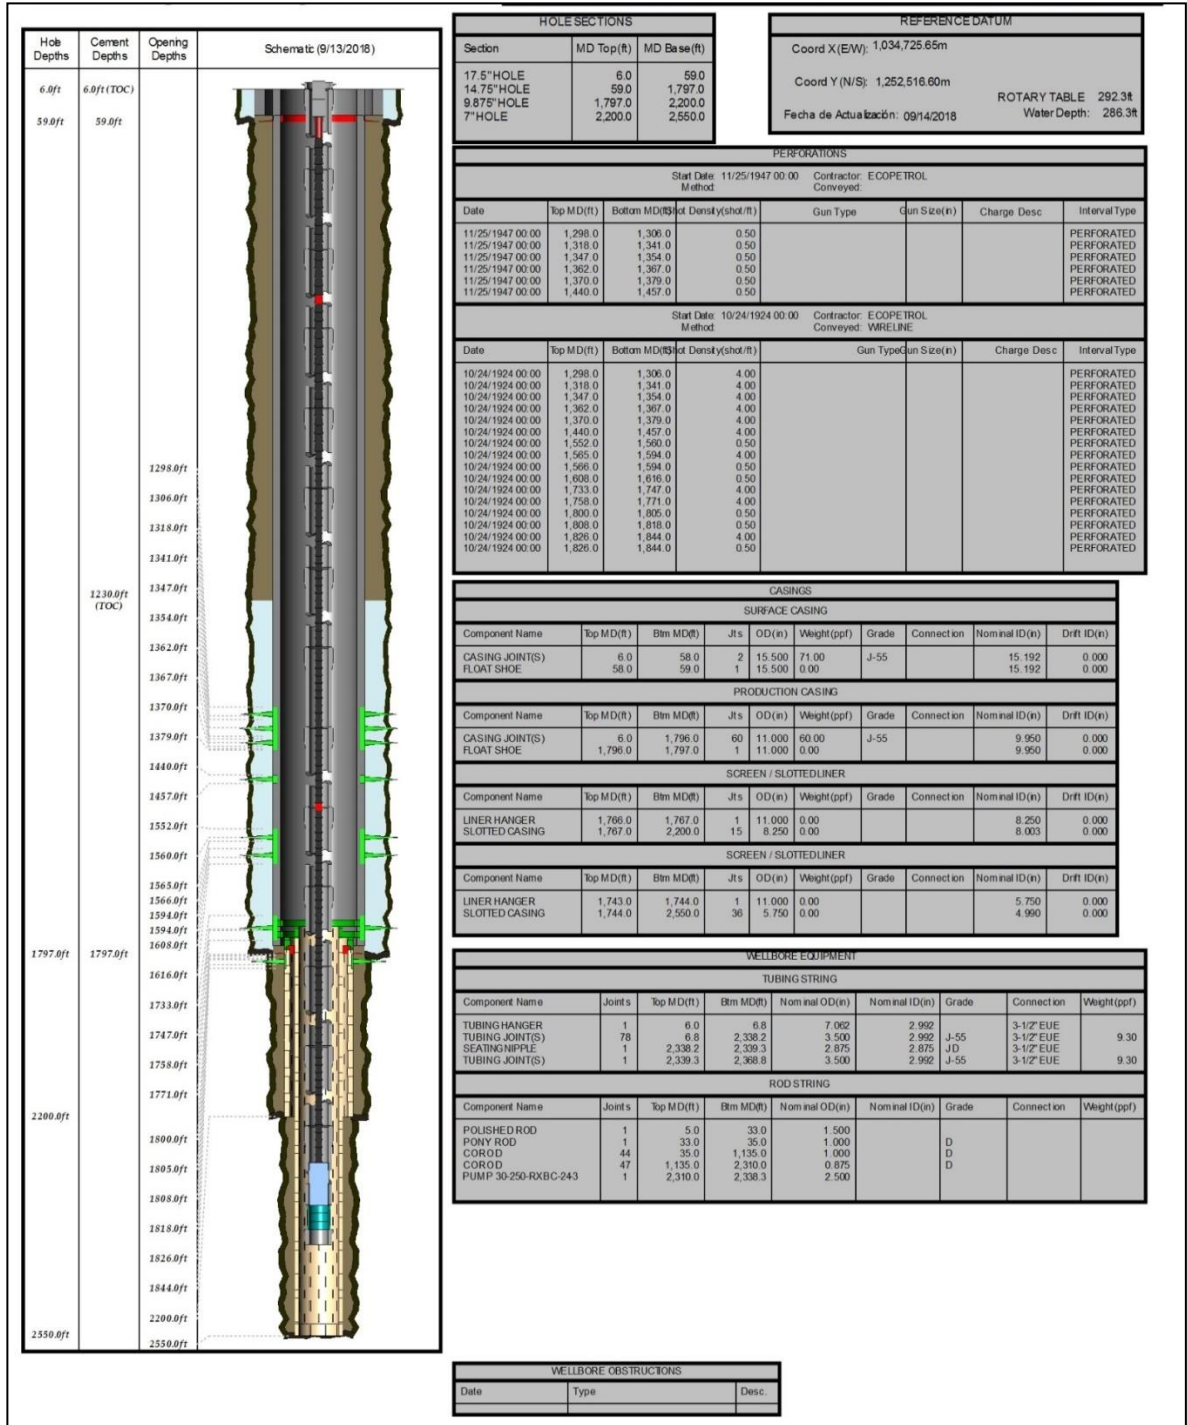 Hole Depths Cement Depths Opening Depths Schematic (9/13/2018)
6.0ft 6.0ft (TOC)
59.0ft 59.0ft
1298.0ft
1306.0ft
1318.0ft
1341.0ft
1230.0ft (TOC) 1347.0ft
1354.0ft
1362.0ft
1367.0ft
1370.0ft
1379.0ft
1440.0ft
1457.0ft
1552.0ft
1560.0ft
1565.0ft
1566.0ft
1594.0ft
1594.0ft
1608.0ft
1797.0ft 1797.0ft
1616.0ft
1733.0ft
1747.0ft
1758.0ft
1771.0ft
2200.0ft
1800.0ft
1805.0ft
1808.0ft
1818.0ft
1826.0ft
1844.0ft
2200.0ft
2550.0ft
2550.0ft
HOLE SECTIONS
Section MD Top(ft) MD Base(ft)
17.5" HOLE 6.0 59.0
14.75" HOLE 59.0 1,797.0
9.875" HOLE 1,797.0 2,200.0
7" HOLE 2,200.0 2,550.0
REFERENCE DATUM
Coord X (E/W): 1,034,725.65m
Coord Y (N/S): 1,252,516.60m
ROTARY TABLE 292.3ft
Fecha de Actualización: 09/14/2018 Water Depth: 286.3ft
PERFORATIONS
Start Date: 11/25/1947 00:00 Contractor: ECOPETROL
Method: Conveyed:
Date Top MD(ft) Bottom MD(ft) Shot Density(shot/ft) Gun Type Gun Size(in) Charge Desc Interval Type
11/25/1947 00:00 1,298.0 1,306.0 0.50 PERFORATED
11/25/1947 00:00 1,318.0 1,341.0 0.50 PERFORATED
11/25/1947 00:00 1,347.0 1,354.0 0.50 PERFORATED
11/25/1947 00:00 1,362.0 1,367.0 0.50 PERFORATED
11/25/1947 00:00 1,370.0 1,379.0 0.50 PERFORATED
11/25/1947 00:00 1,440.0 1,457.0 0.50 PERFORATED
Start Date: 10/24/1924 00:00 Contractor: ECOPETROL
Method: Conveyed: WIRELINE
Date Top MD(ft) Bottom MD(ft) Shot Density(shot/ft) Gun Type Gun Size(in) Charge Desc Interval Type
10/24/1924 00:00 1,298.0 1,306.0 4.00 PERFORATED
10/24/1924 00:00 1,318.0 1,341.0 4.00 PERFORATED
10/24/1924 00:00 1,347.0 1,354.0 4.00 PERFORATED
10/24/1924 00:00 1,362.0 1,367.0 4.00 PERFORATED
10/24/1924 00:00 1,370.0 1,379.0 4.00 PERFORATED
10/24/1924 00:00 1,440.0 1,457.0 4.00 PERFORATED
10/24/1924 00:00 1,552.0 1,560.0 0.50 PERFORATED
10/24/1924 00:00 1,565.0 1,594.0 4.00 PERFORATED
10/24/1924 00:00 1,566.0 1,594.0 0.50 PERFORATED
10/24/1924 00:00 1,608.0 1,616.0 0.50 PERFORATED
10/24/1924 00:00 1,733.0 1,747.0 4.00 PERFORATED
10/24/1924 00:00 1,758.0 1,771.0 4.00 PERFORATED
10/24/1924 00:00 1,800.0 1,805.0 0.50 PERFORATED
10/24/1924 00:00 1,808.0 1,818.0 0.50 PERFORATED
10/24/1924 00:00 1,826.0 1,844.0 4.00 PERFORATED
10/24/1924 00:00 1,826.0 1,844.0 0.50 PERFORATED
CASINGS
SURFACE CASING
Component Name Top MD(ft) Btm MD(ft) Jts OD(in) Weight(ppf) Grade Connection Nominal ID(in) Drift ID(in)
CASING JOINT(S) 6.0 58.0 2 15.500 71.00 J-55 15.192 0.000
FLOAT SHOE 58.0 59.0 1 15.500 0.00 15.192 0.000
PRODUCTION CASING
Component Name Top MD(ft) Btm MD(ft) Jts OD(in) Weight(ppf) Grade Connection Nominal ID(in) Drift ID(in)
CASING JOINT(S) 6.0 1,796.0 60 11.000 60.00 J-55 9.950 0.000
FLOAT SHOE 1,796.0 1,797.0 1 11.000 0.00 9.950 0.000
SCREEN / SLOTTED LINER
Component Name Top MD(ft) Btm MD(ft) Jts OD(in) Weight(ppf) Grade Connection Nominal ID(in) Drift ID(in)
LINER HANGER 1,766.0 1,767.0 1 11.000 0.00 8.250 0.000
SLOTTED CASING 1,767.0 2,200.0 15 8.250 0.00 8.003 0.000
SCREEN / SLOTTED LINER
Component Name Top MD(ft) Btm MD(ft) Jts OD(in) Weight(ppf) Grade Connection Nominal ID(in) Drift ID(in)
LINER HANGER 1,743.0 1,744.0 1 11.000 0.00 5.750 0.000
SLOTTED CASING 1,744.0 2,550.0 36 5.750 0.00 4.990 0.000
WELLBORE EQUIPMENT
TUBING STRING
Component Name Joints Top MD(ft) Btm MD(ft) Nominal OD(in) Nominal ID(in) Grade Connection Weight(ppf)
TUBING HANGER 1 6.0 6.8 7.062 2.992 3-1/2" EUE
TUBING JOINT(S) 78 6.8 2,338.2 3.500 2.992 J-55 3-1/2" EUE 9.30
SEATING NIPPLE 1 2,338.2 2,339.3 2.875 2.875 JD 3-1/2" EUE
TUBING JOINT(S) 1 2,339.3 2,368.8 3.500 2.992 J-55 3-1/2" EUE 9.30
ROD STRING
Component Name Joints Top MD(ft) Btm MD(ft) Nominal OD(in) Nominal ID(in) Grade Connection Weight(ppf)
POLISHED ROD 1 5.0 33.0 1.500
PONY ROD 1 33.0 35.0 1.000 D
COROD 44 35.0 1,135.0 1.000 D
COROD 47 1,135.0 2,310.0 0.875 D
PUMP 30-250-RXBC-24-3 1 2,310.0 2,338.3 2.500
WELLBORE OBSTRUCTIONS
Date Type Desc.